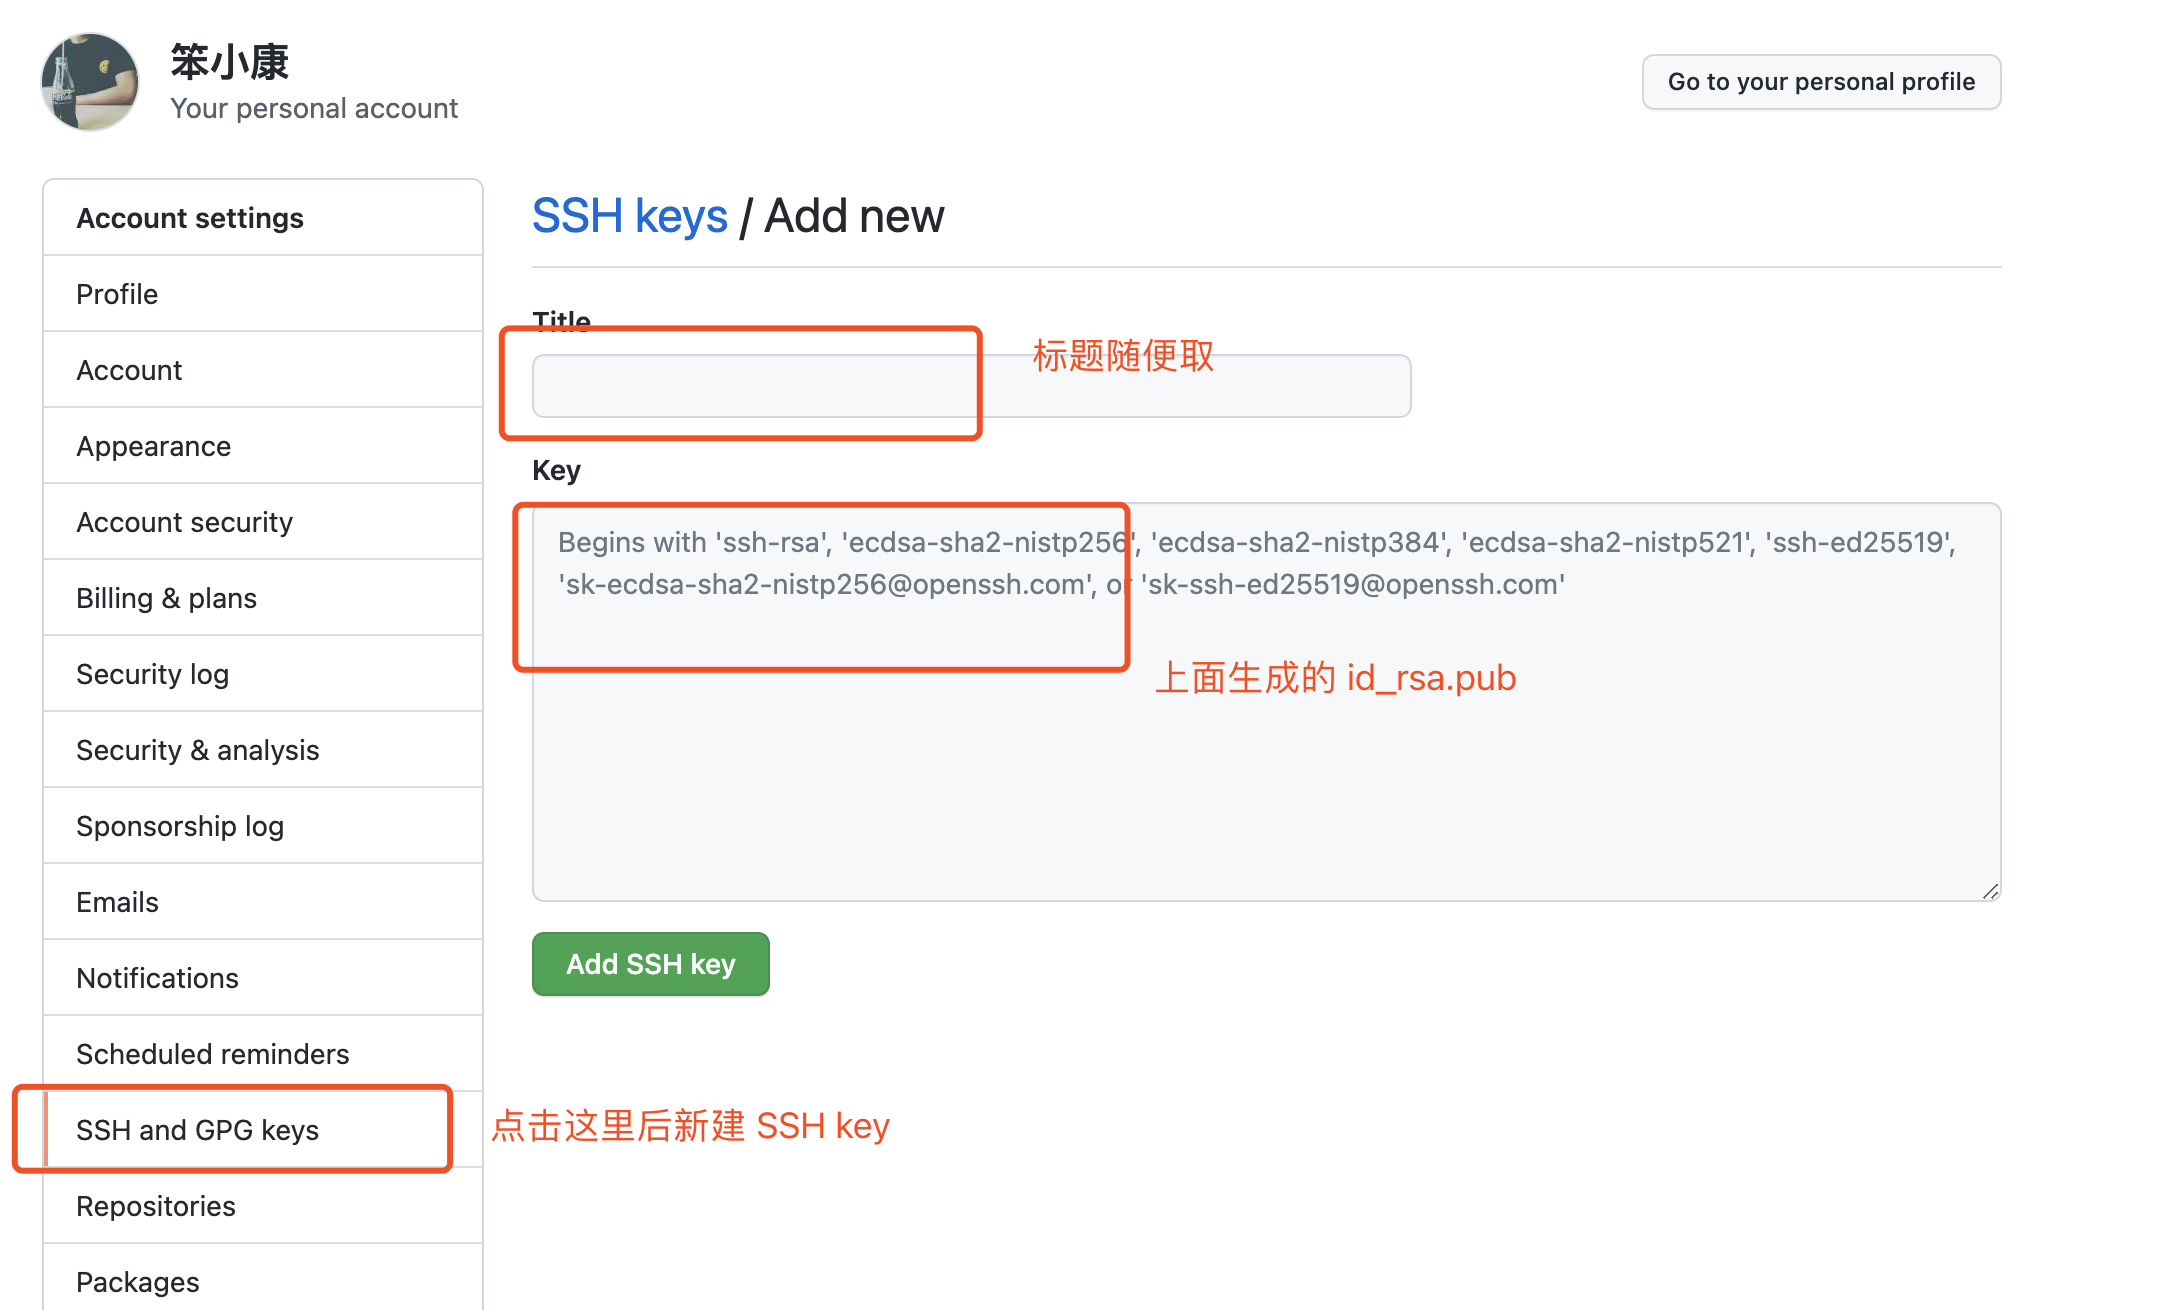 笨小康
Your personal account
Go to your personal profile
Account settings
Profile
Account
Appearance
Account security
Billing & plans
Security log
Security & analysis
Sponsorship log
Emails
Notifications
Scheduled reminders
SSH and GPG keys
Repositories
Packages
SSH keys / Add new
Title
标题随便取
Key
Begins with 'ssh-rsa', 'ecdsa-sha2-nistp256', 'ecdsa-sha2-nistp384', 'ecdsa-sha2-nistp521', 'ssh-ed25519',
'sk-ecdsa-sha2-nistp256@openssh.com', or 'sk-ssh-ed25519@openssh.com'
上面生成的 id_rsa.pub
Add SSH key
点击这里后新建 SSH key